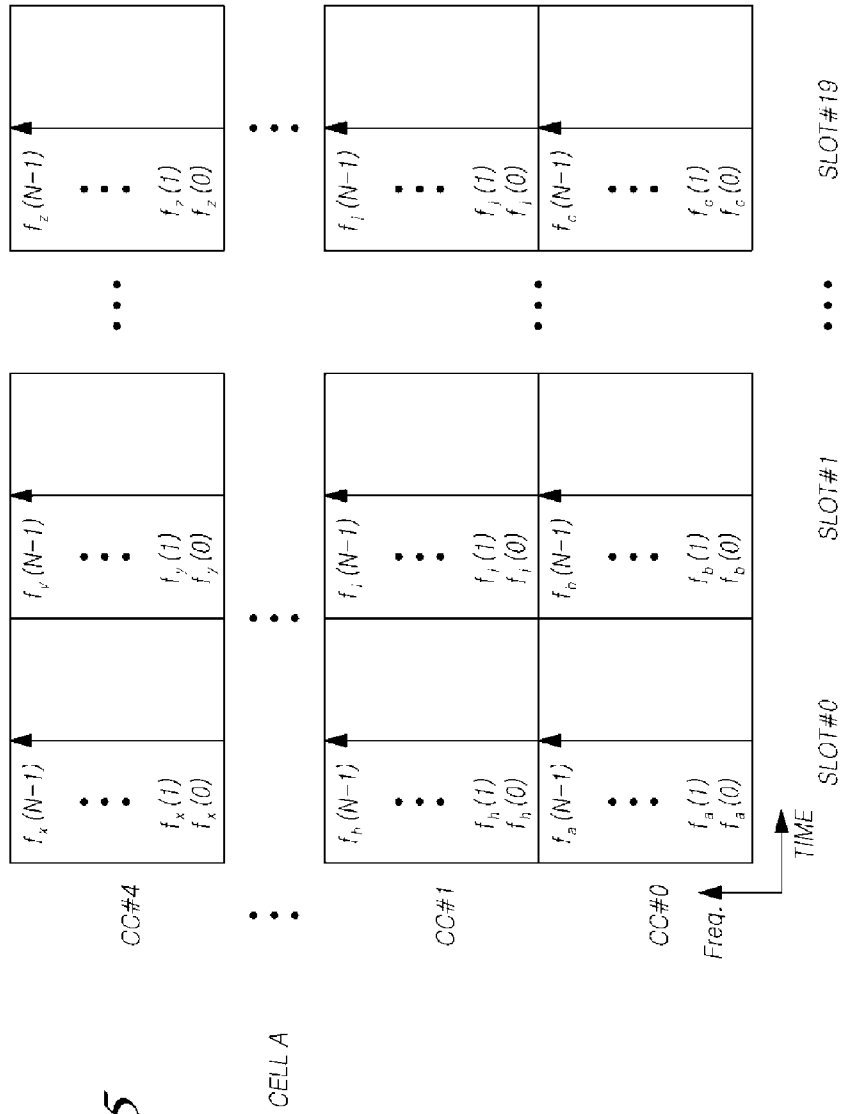 5
CELL A
CC#4
f_x(N-1) f_y(N-1) f_z(N-1)
f_x(1) f_y(1) f_z(1)
f_x(0) f_y(0) f_z(0)
CC#1
f_h(N-1) f_i(N-1) f_j(N-1)
f_h(1) f_i(1) f_j(1)
f_h(0) f_i(0) f_j(0)
CC#0
f_a(N-1) f_b(N-1) f_c(N-1)
f_a(1) f_b(1) f_c(1)
f_a(0) f_b(0) f_c(0)
Freq.
TIME
SLOT#0 SLOT#1 SLOT#19